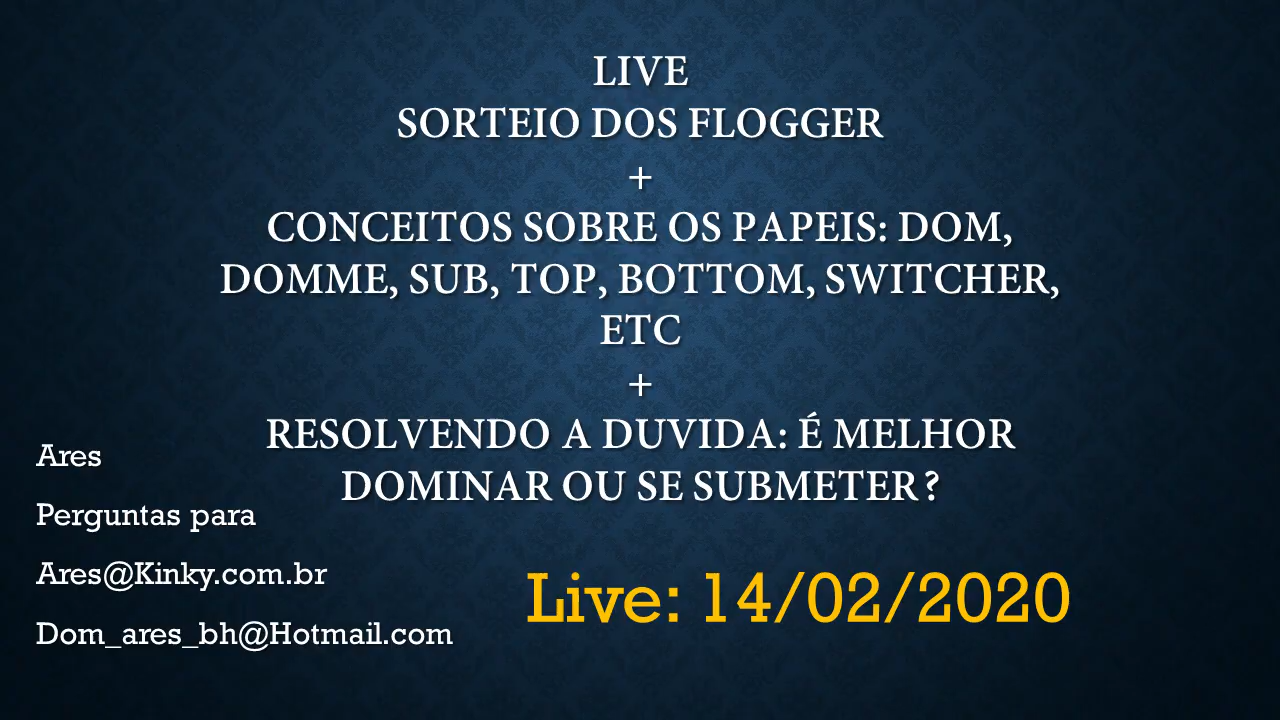 LIVE
SORTEIO DOS FLOGGER
+
CONCEITOS SOBRE OS PAPEIS: DOM,
DOMME, SUB, TOP, BOTTOM, SWITCHER,
ETC
+
RESOLVENDO A DUVIDA: É MELHOR
DOMINAR OU SE SUBMETER?
Ares
Perguntas para
Ares@Kinky.com.br
Dom_ares_bh@Hotmail.com
Live: 14/02/2020